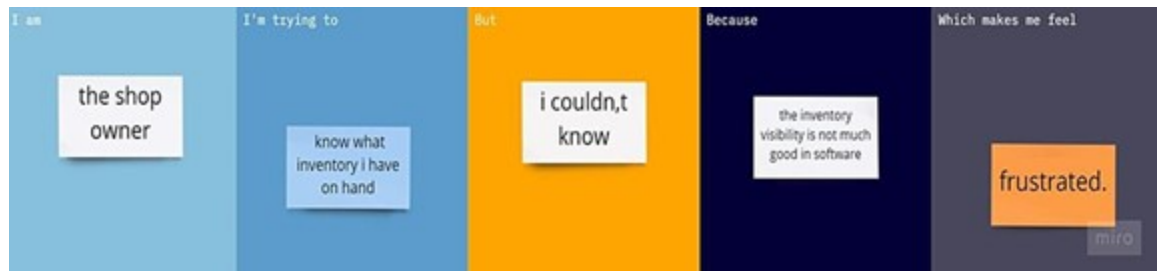 I am
the shop
owner
I'm trying to
know what
inventory i have
on hand
But
i couldn,t
know
Because
the inventory
visibility is not much
good in software
Which makes me feel
frustrated.
miro